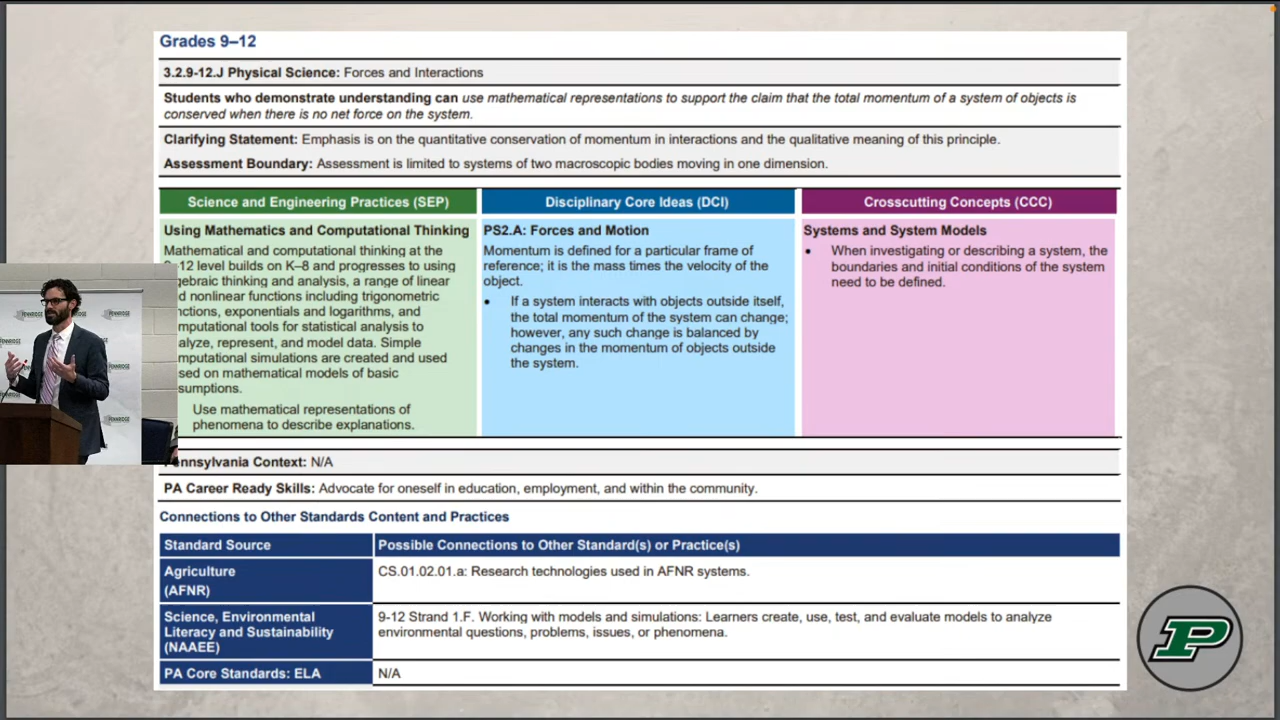 Grades 9–12
3.2.9-12.J Physical Science: Forces and Interactions
Students who demonstrate understanding can use mathematical representations to support the claim that the total momentum of a system of objects is
conserved when there is no net force on the system.
Clarifying Statement: Emphasis is on the quantitative conservation of momentum in interactions and the qualitative meaning of this principle.
Assessment Boundary: Assessment is limited to systems of two macroscopic bodies moving in one dimension.
Science and Engineering Practices (SEP)
Using Mathematics and Computational Thinking
Mathematical and computational thinking at the
9-12 level builds on K–8 and progresses to using
gebraic thinking and analysis, a range of linear
d nonlinear functions including trigonometric
nctions, exponentials and logarithms, and
mputational tools for statistical analysis to
alyze, represent, and model data. Simple
mputational simulations are created and used
sed on mathematical models of basic
sumptions.
Use mathematical representations of
phenomena to describe explanations.
Disciplinary Core Ideas (DCI)
PS2.A: Forces and Motion
Momentum is defined for a particular frame of
reference; it is the mass times the velocity of the
object.
• If a system interacts with objects outside itself,
the total momentum of the system can change;
however, any such change is balanced by
changes in the momentum of objects outside
the system.
Crosscutting Concepts (CCC)
Systems and System Models
• When investigating or describing a system, the
boundaries and initial conditions of the system
need to be defined.
PENNRIDGE
PENNRIDGE
PENNRIDGE
Pennsylvania Context: N/A
PA Career Ready Skills: Advocate for oneself in education, employment, and within the community.
Connections to Other Standards Content and Practices
Standard Source
Possible Connections to Other Standard(s) or Practice(s)
Agriculture
(AFNR)
CS.01.02.01.a: Research technologies used in AFNR systems.
Science, Environmental
Literacy and Sustainability
(NAAEE)
9-12 Strand 1.F. Working with models and simulations: Learners create, use, test, and evaluate models to analyze
environmental questions, problems, issues, or phenomena.
PA Core Standards: ELA
N/A
P